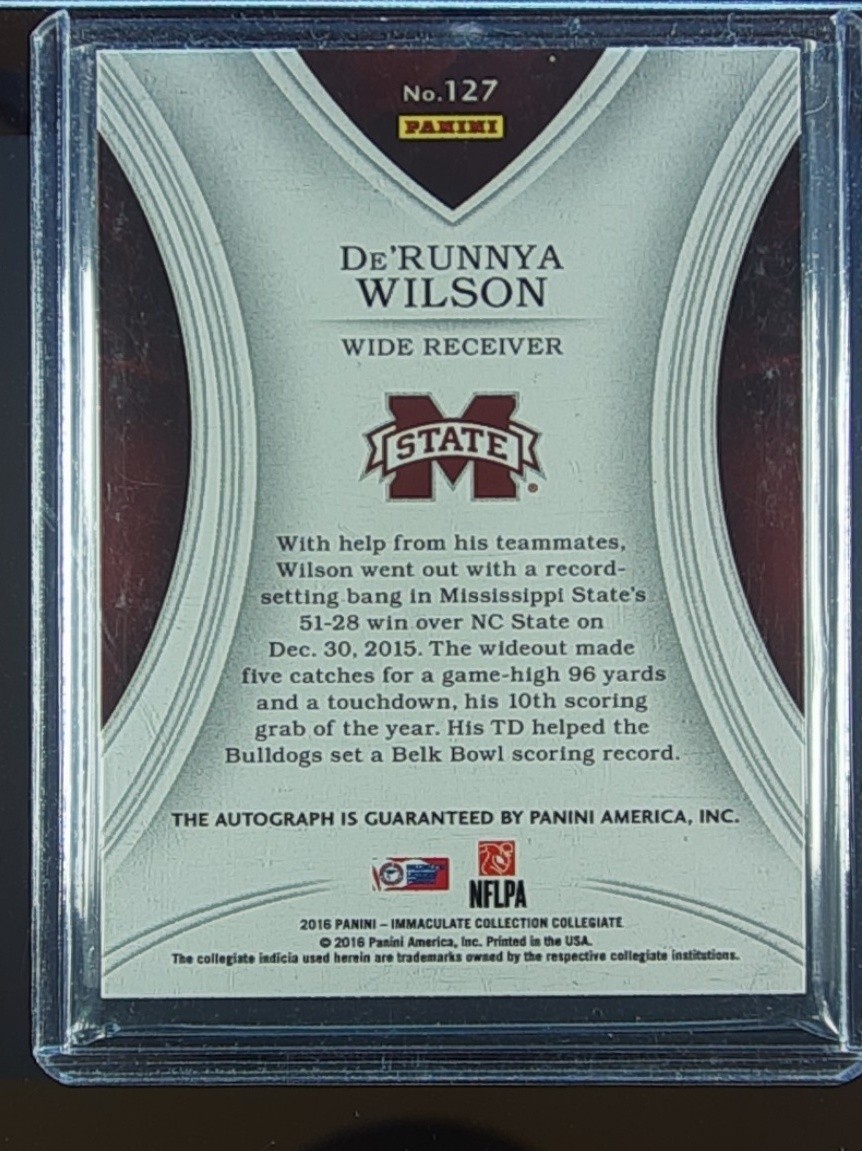 No.127
PANINI
DE'RUNNYA
WILSON
WIDE RECEIVER
STATE
M
With help from his teammates,
Wilson went out with a record-
setting bang in Mississippi State's
51-28 win over NC State on
Dec. 30, 2015. The wideout made
five catches for a game-high 96 yards
and a touchdown, his 10th scoring
grab of the year. His TD helped the
Bulldogs set a Belk Bowl scoring record.
THE AUTOGRAPH IS GUARANTEED BY PANINI AMERICA, INC.
NFLPA
2016 PANINI – IMMACULATE COLLECTION COLLEGIATE
© 2016 Panini America, Inc. Printed in the USA.
The collegiate indicia used herein are trademarks owned by the respective collegiate institutions.